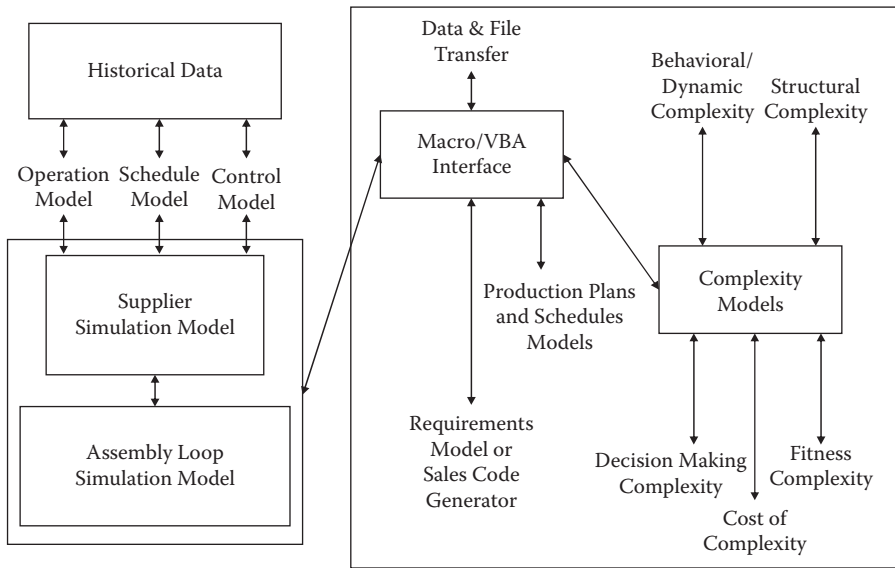 Historical Data
Operation
Model
Schedule
Model
Control
Model
Supplier
Simulation Model
Assembly Loop
Simulation Model
Data & File
Transfer
Macro/VBA
Interface
Production Plans
and Schedules
Models
Requirements
Model or
Sales Code
Generator
Behavioral/
Dynamic
Complexity
Structural
Complexity
Complexity
Models
Decision Making
Complexity
Cost of
Complexity
Fitness
Complexity